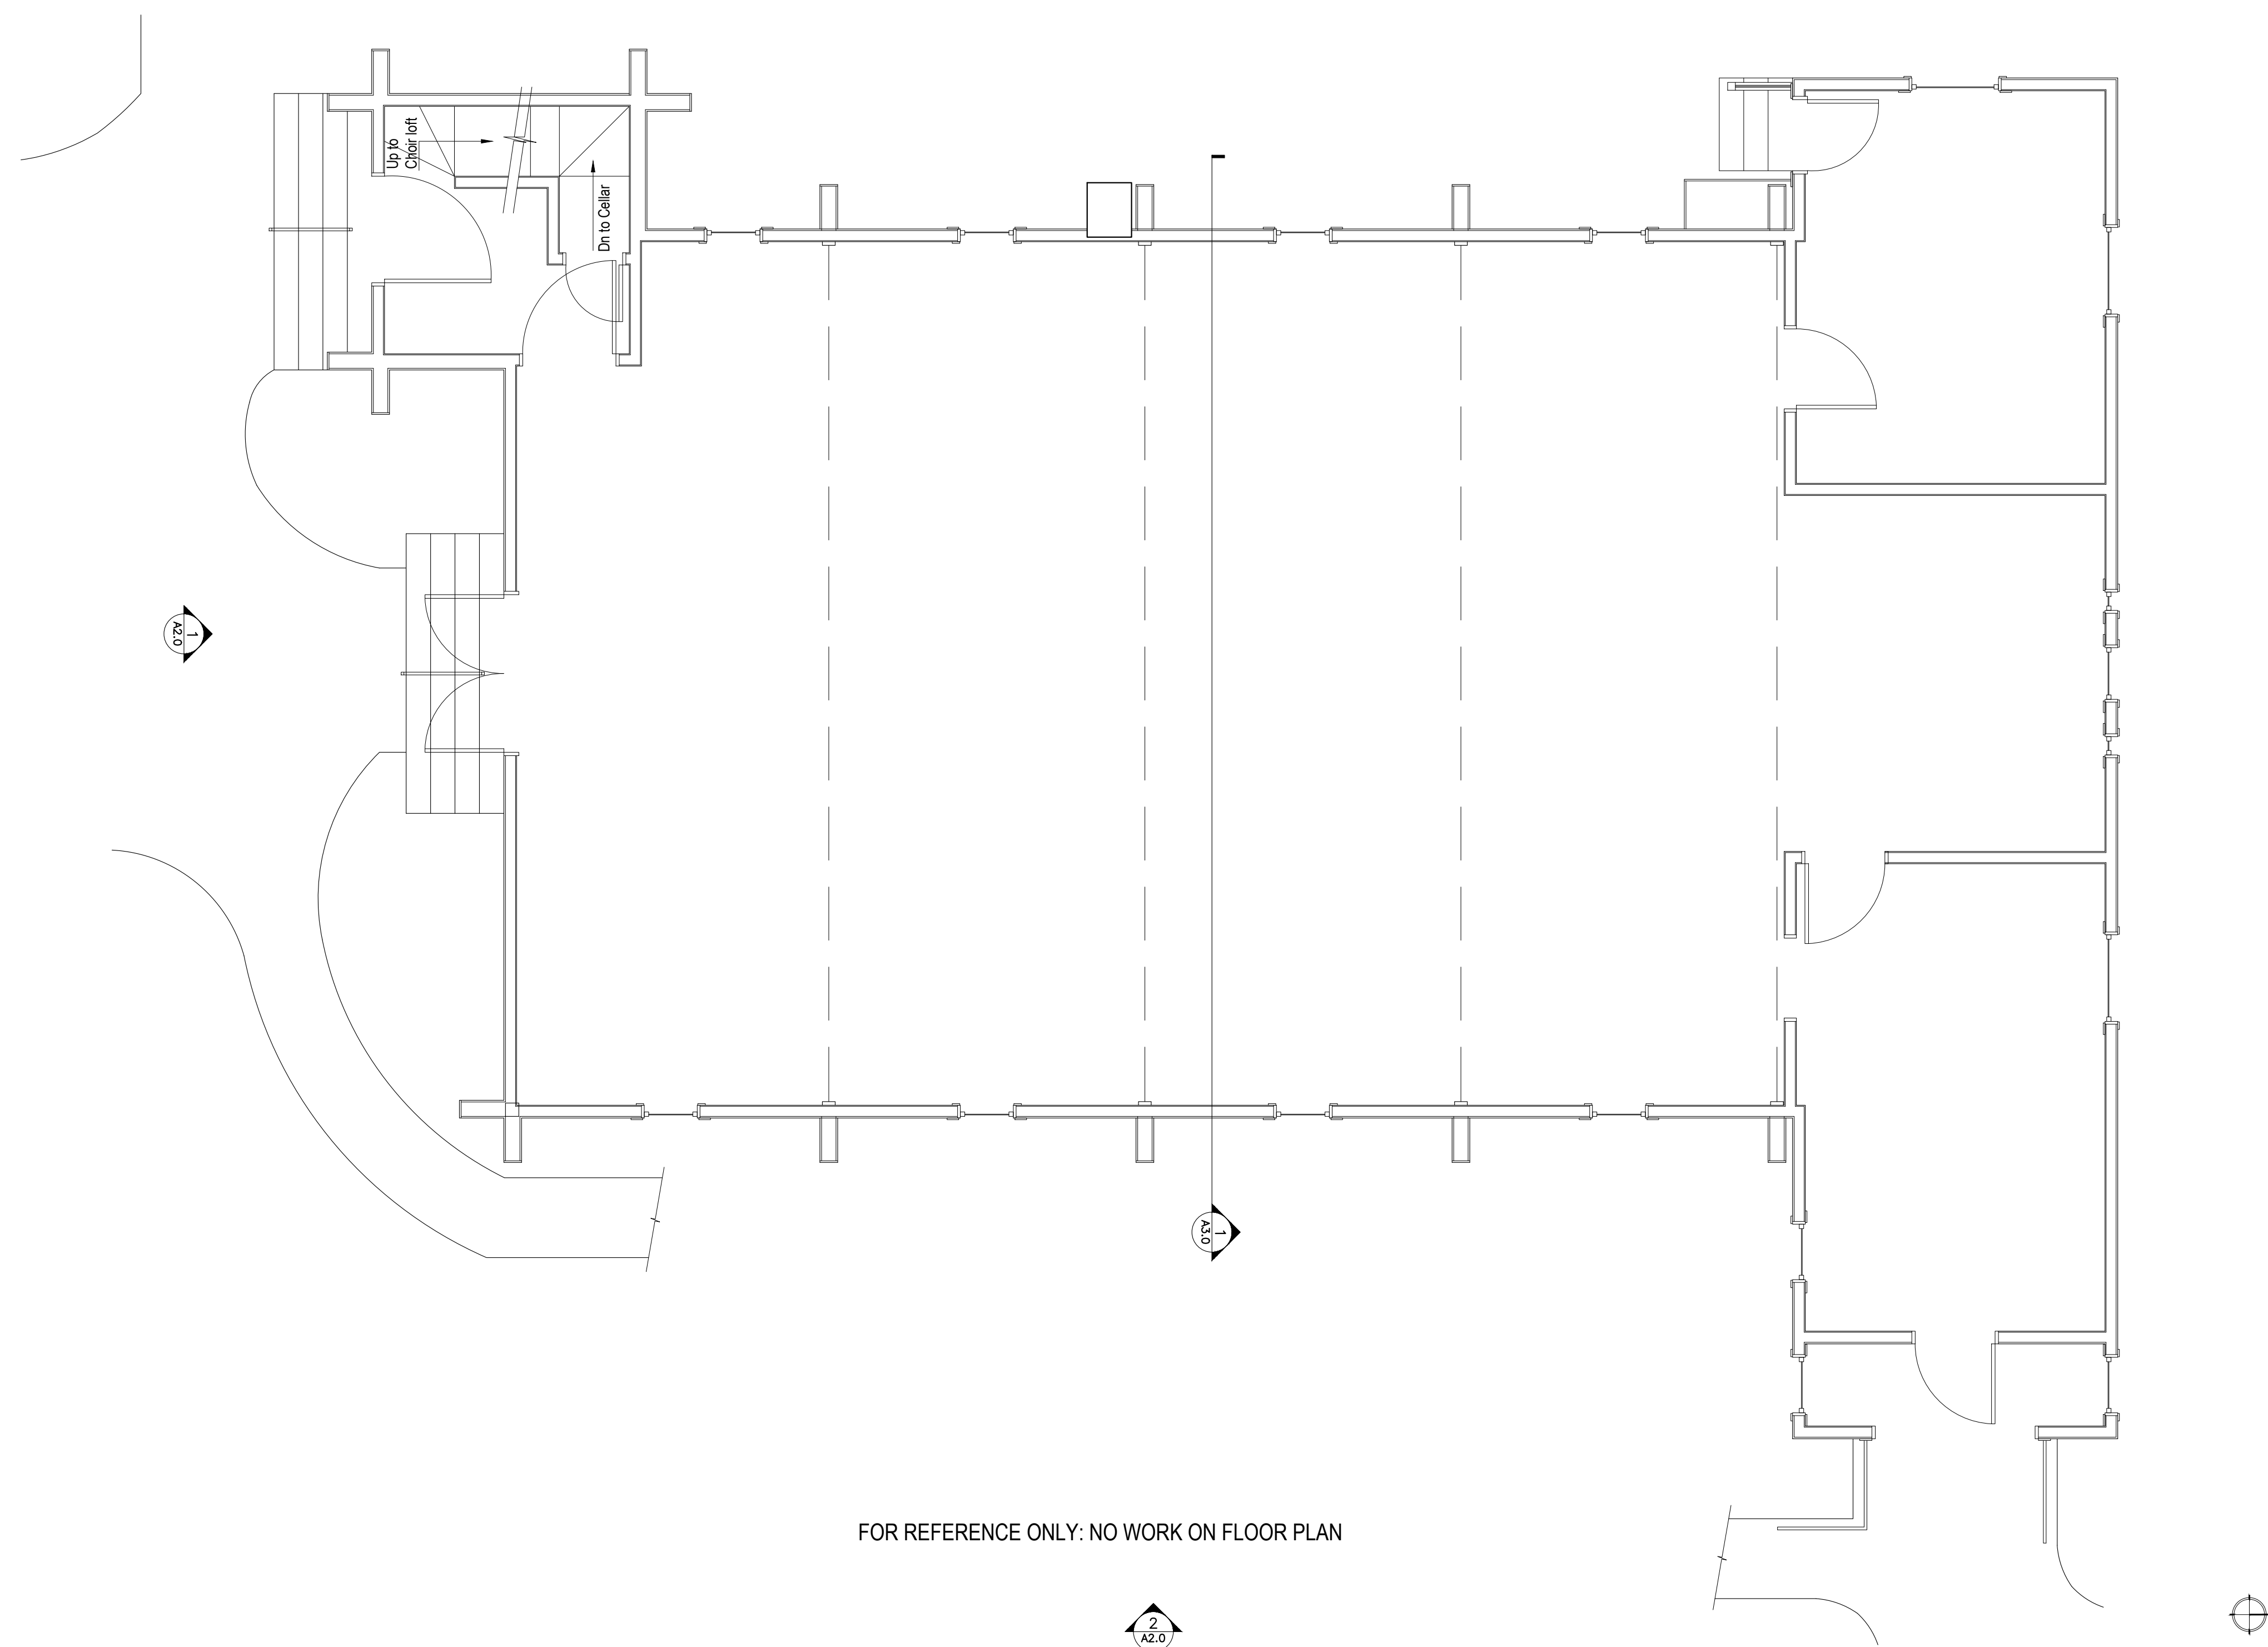 Up to
Choir loft
Dn to Cellar
1
A2.0
1
A3.0
FOR REFERENCE ONLY: NO WORK ON FLOOR PLAN
2
A2.0